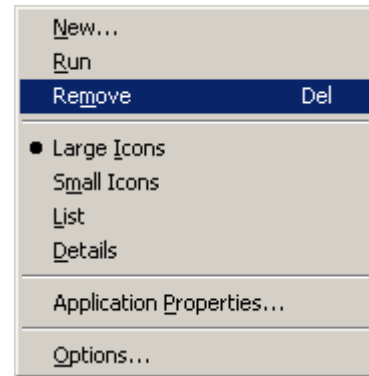 New...
Run
Remove Del
Large Icons
Small Icons
List
Details
Application Properties...
Options...